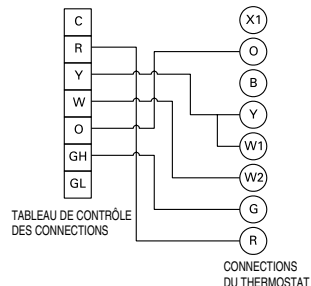 C
R
Y
W
O
GH
GL
TABLEAU DE CONTRÔLE
DES CONNECTIONS
X1
O
B
Y
W1
W2
G
R
CONNECTIONS
DU THERMOSTAT